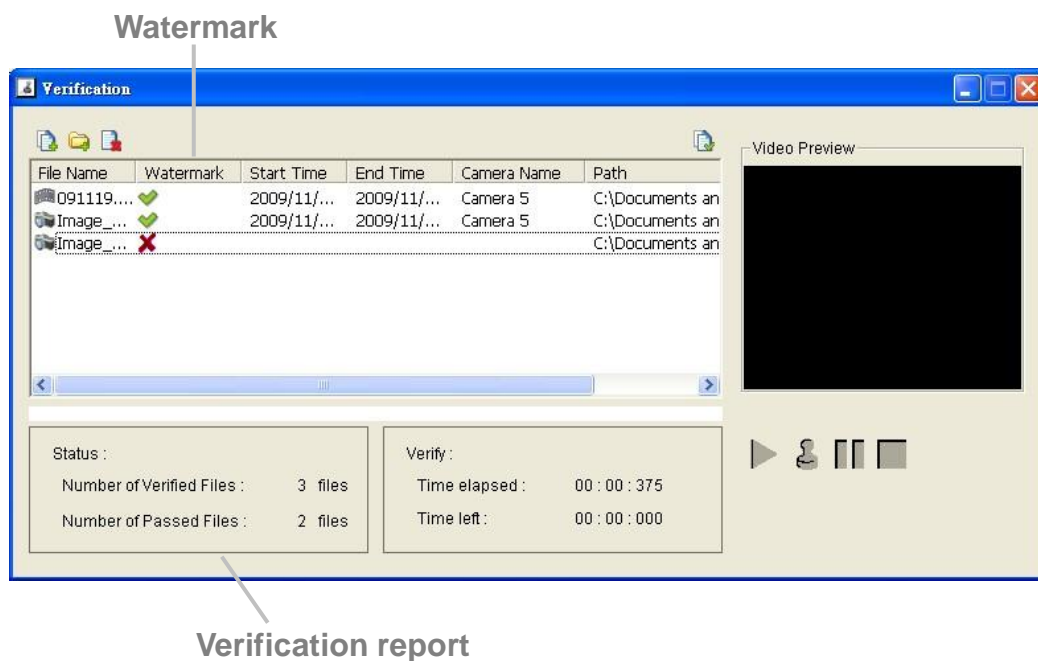 Watermark
Verification
Video Preview
File Name Watermark Start Time End Time Camera Name Path
091119.... 2009/11/... 2009/11/... Camera 5 C:\Documents an
Image_... 2009/11/... 2009/11/... Camera 5 C:\Documents an
Image_... C:\Documents an
Status :
Number of Verified Files : 3 files
Number of Passed Files : 2 files
Verify :
Time elapsed : 00 : 00 : 375
Time left : 00 : 00 : 000
Verification report